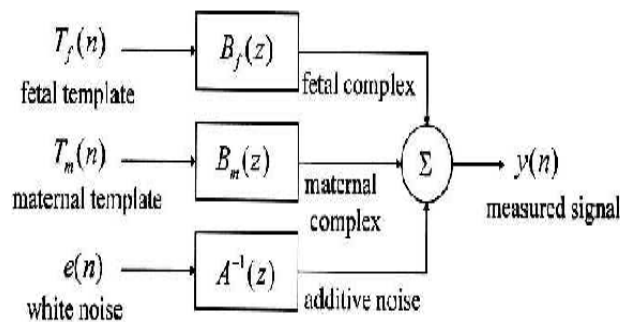 T_f(n)
fetal template
B_f(z)
fetal complex
T_m(n)
maternal template
B_m(z)
maternal
complex
Σ
y(n)
measured signal
e(n)
white noise
A^{-1}(z)
additive noise